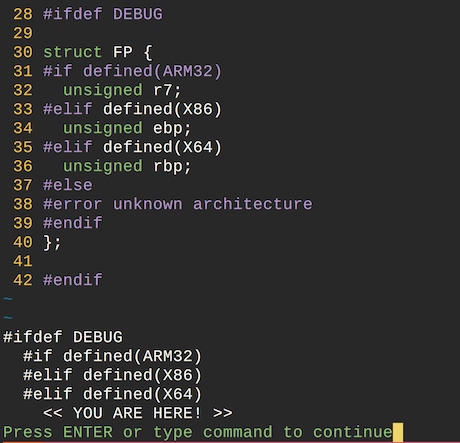 28 #ifdef DEBUG
29
30 struct FP {
31 #if defined(ARM32)
32   unsigned r7;
33 #elif defined(X86)
34   unsigned ebp;
35 #elif defined(X64)
36   unsigned rbp;
37 #else
38 #error unknown architecture
39 #endif
40 };
41
42 #endif
~
~
#ifdef DEBUG
  #if defined(ARM32)
  #elif defined(X86)
  #elif defined(X64)
    << YOU ARE HERE! >>
Press ENTER or type command to continue